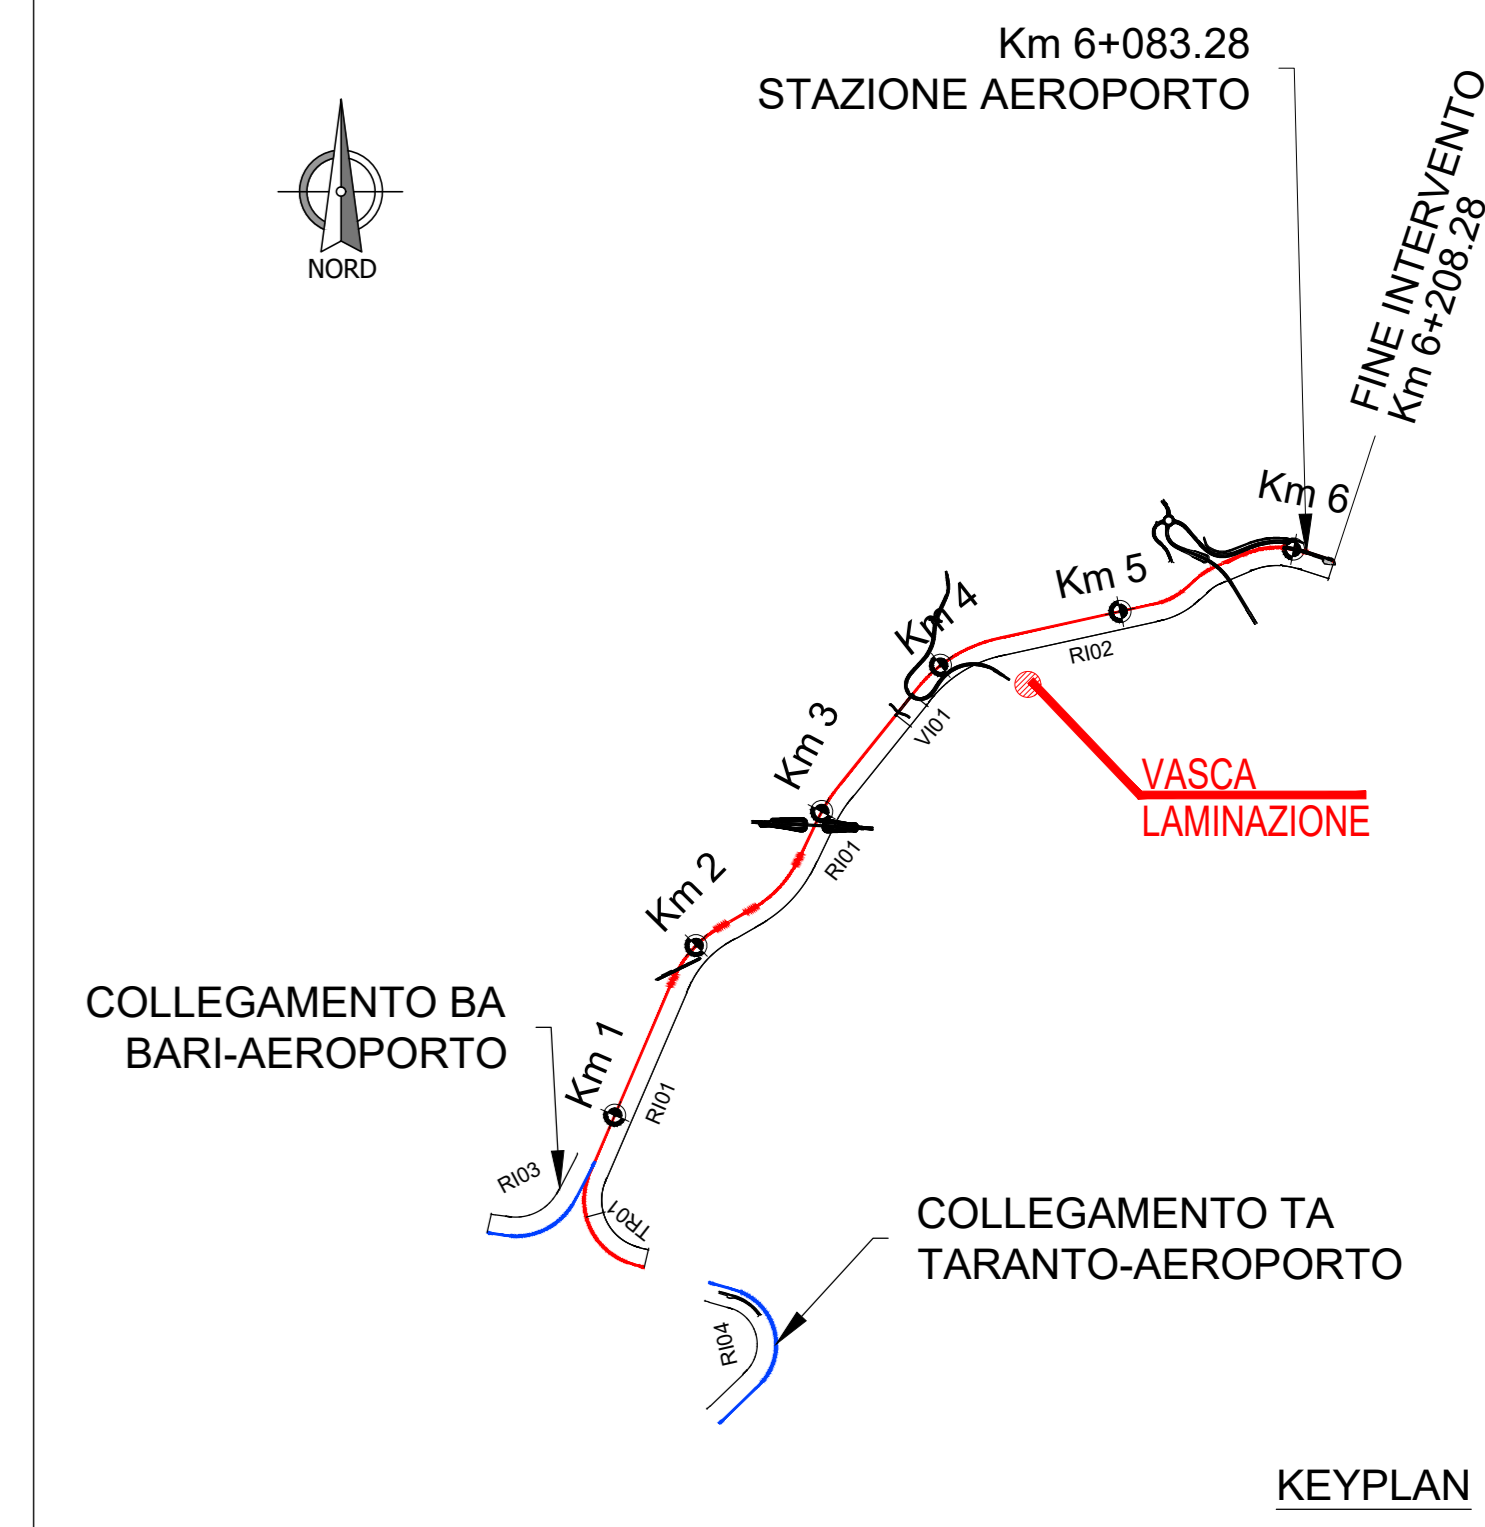 Km 6+083.28
STAZIONE AEROPORTO
FINE INTERVENTO
Km 6+208.28
NORD
Km 6
Km 5
Km 4
RI02
VI01
Km 3
VASCA
LAMINAZIONE
RI01
Km 2
COLLEGAMENTO BA
BARI-AEROPORTO
Km 1
RI01
RI03
TR01
COLLEGAMENTO TA
TARANTO-AEROPORTO
RI04
KEYPLAN